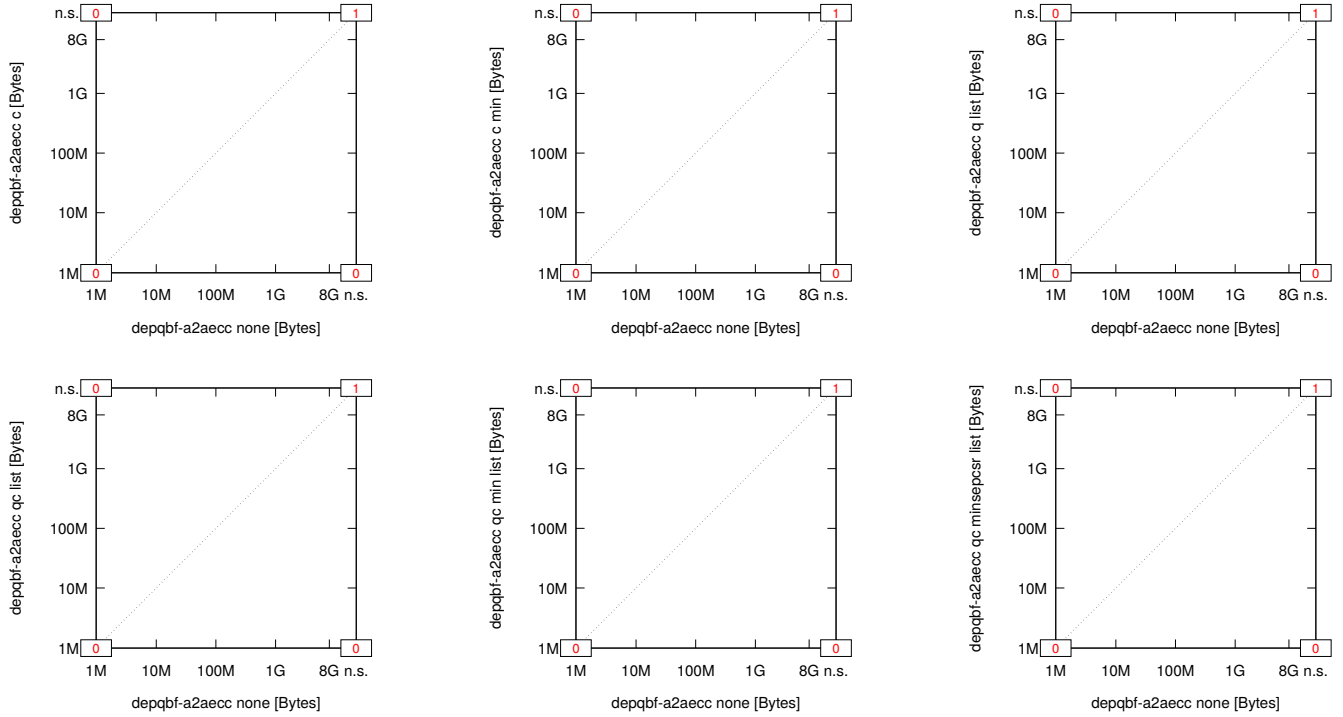 n.s. 0 1
8G
1G
100M
10M
1M 0 0
1M 10M 100M 1G 8G n.s.
depqbf-a2aecc none [Bytes]
depqbf-a2aecc c [Bytes]
n.s. 0 1
8G
1G
100M
10M
1M 0 0
1M 10M 100M 1G 8G n.s.
depqbf-a2aecc none [Bytes]
depqbf-a2aecc c min [Bytes]
n.s. 0 1
8G
1G
100M
10M
1M 0 0
1M 10M 100M 1G 8G n.s.
depqbf-a2aecc none [Bytes]
depqbf-a2aecc q list [Bytes]
n.s. 0 1
8G
1G
100M
10M
1M 0 0
1M 10M 100M 1G 8G n.s.
depqbf-a2aecc none [Bytes]
depqbf-a2aecc qc list [Bytes]
n.s. 0 1
8G
1G
100M
10M
1M 0 0
1M 10M 100M 1G 8G n.s.
depqbf-a2aecc none [Bytes]
depqbf-a2aecc qc min list [Bytes]
n.s. 0 1
8G
1G
100M
10M
1M 0 0
1M 10M 100M 1G 8G n.s.
depqbf-a2aecc none [Bytes]
depqbf-a2aecc qc minsepcsr list [Bytes]